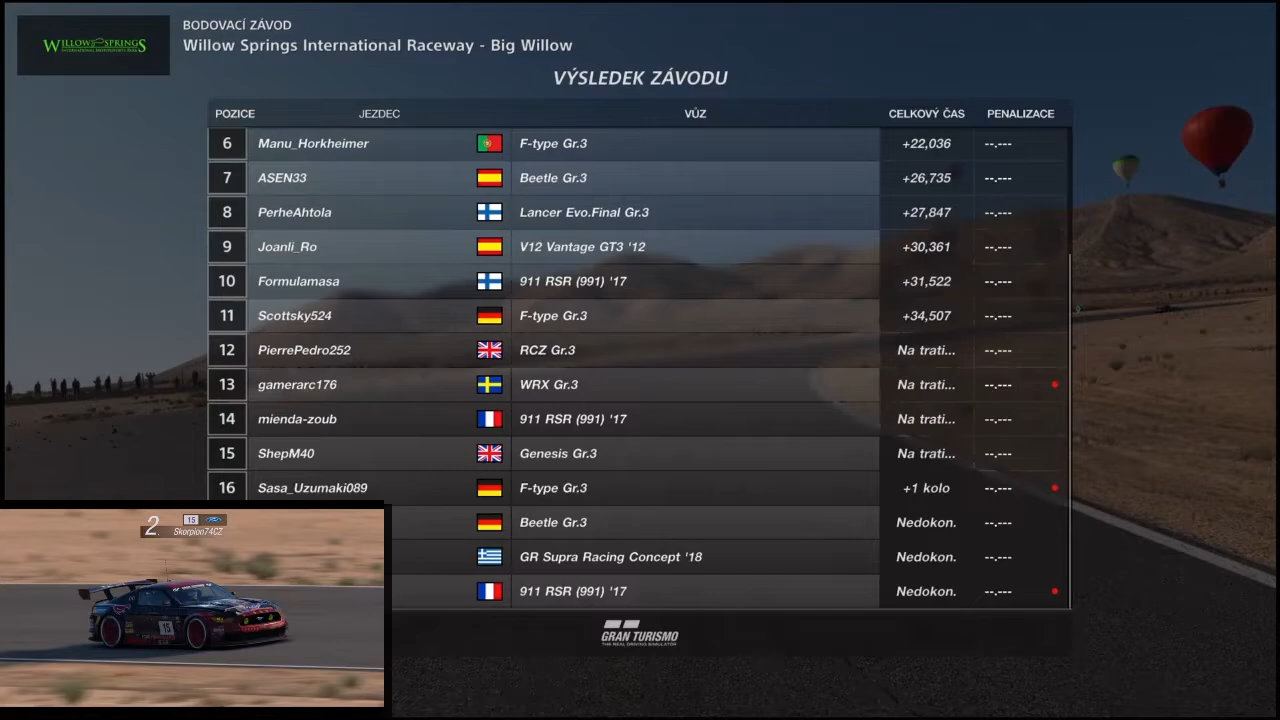 WILLOW SPRINGS
BODOVACÍ ZÁVOD
Willow Springs International Raceway - Big Willow
VÝSLEDEK ZÁVODU
POZICE JEZDEC VŮZ CELKOVÝ ČAS PENALIZACE
6 Manu_Horkheimer F-type Gr.3 +22,036 --.---
7 ASEN33 Beetle Gr.3 +26,735 --.---
8 PerheAhtola Lancer Evo.Final Gr.3 +27,847 --.---
9 Joanli_Ro V12 Vantage GT3 '12 +30,361 --.---
10 Formulamasa 911 RSR (991) '17 +31,522 --.---
11 Scottsky524 F-type Gr.3 +34,507 --.---
12 PierrePedro252 RCZ Gr.3 Na trati... --.---
13 gamerarc176 WRX Gr.3 Na trati... --.---
14 mienda-zoub 911 RSR (991) '17 Na trati... --.---
15 ShepM40 Genesis Gr.3 Na trati... --.---
16 Sasa_Uzumaki089 F-type Gr.3 +1 kolo --.---
Beetle Gr.3 Nedokon. --.---
GR Supra Racing Concept '18 Nedokon. --.---
911 RSR (991) '17 Nedokon. --.---
2. 15
Skorpion74CZ
15
GRAN TURISMO
THE REAL DRIVING SIMULATOR